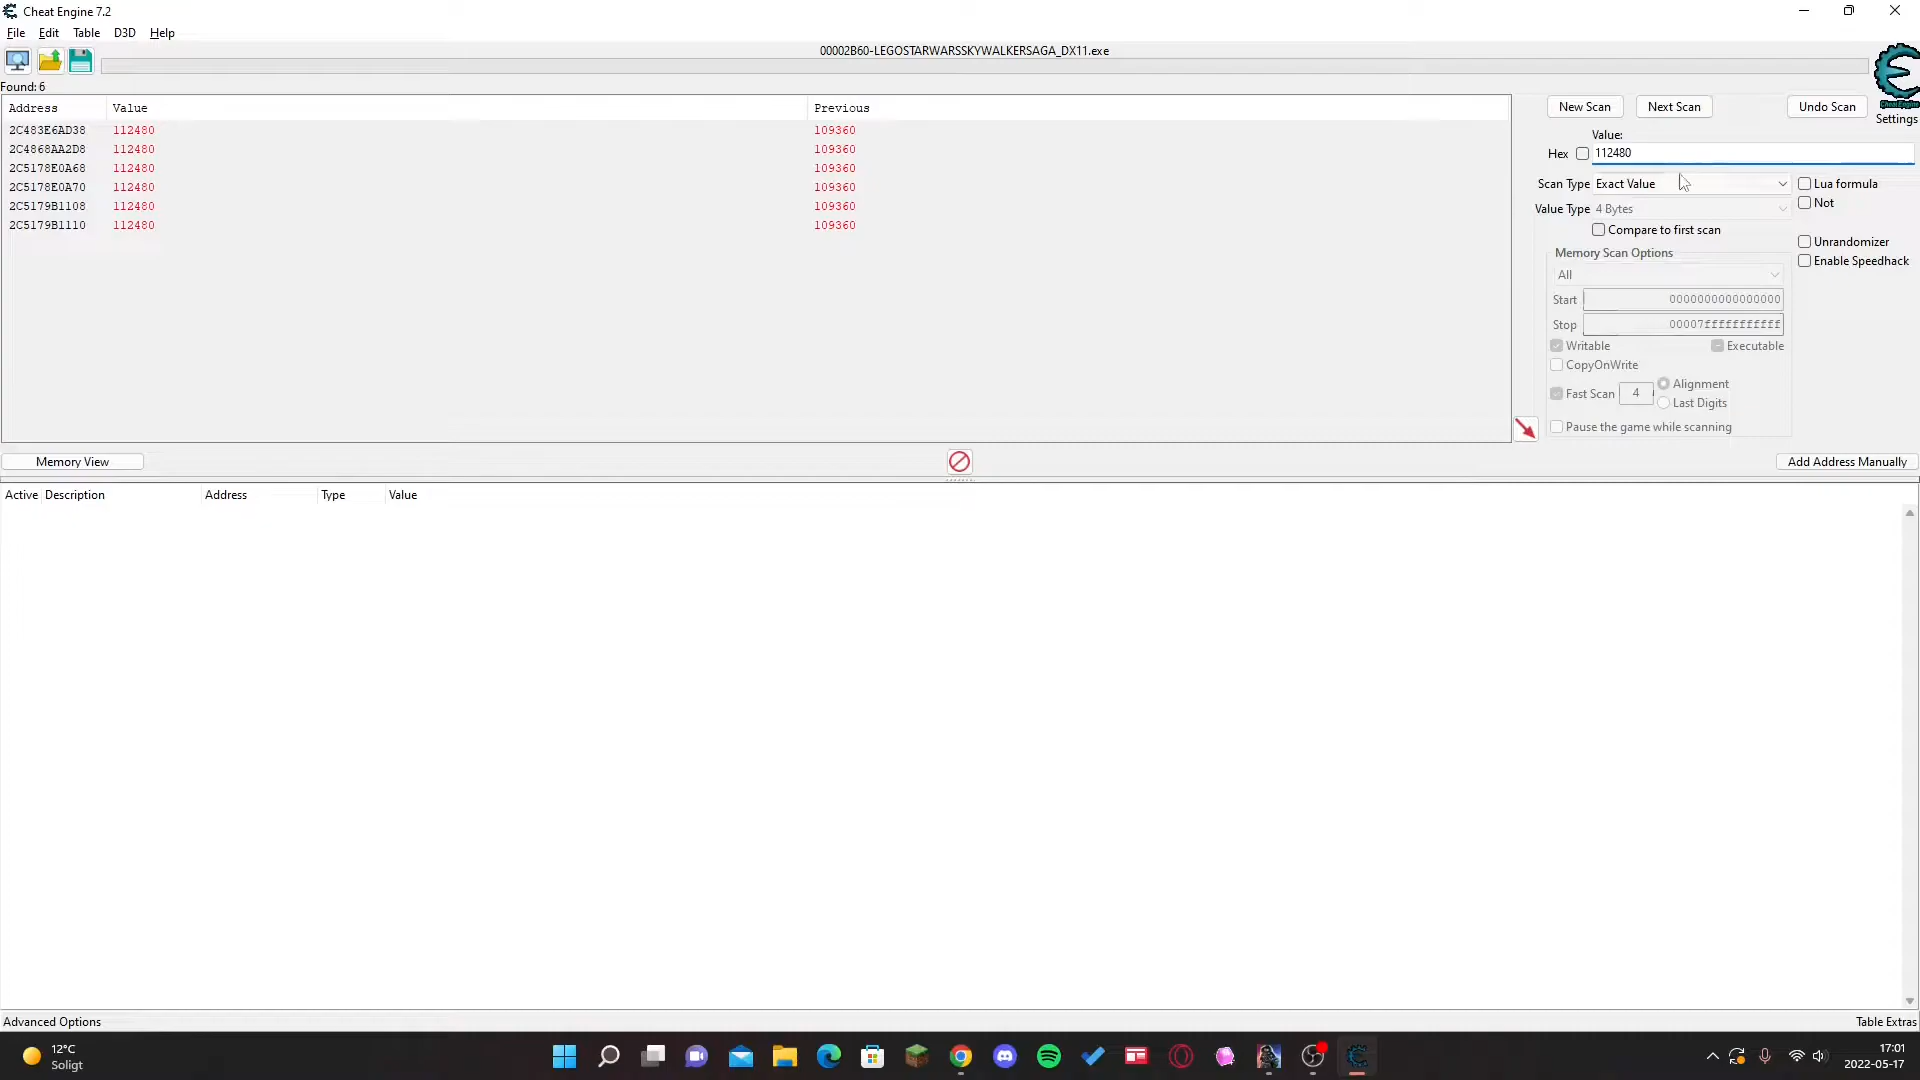 Cheat Engine 7.2
File Edit Table D3D Help
00002B60-LEGOSTARWARSSKYWALKERSAGA_DX11.exe
Found: 6
Address Value Previous
2C483E6AD38 112480 109360
2C4868AA2D8 112480 109360
2C5178E0A68 112480 109360
2C5178E0A70 112480 109360
2C5179B1108 112480 109360
2C5179B1110 112480 109360
New Scan Next Scan Undo Scan
Cheat Engine
Settings
Value:
Hex 112480
Scan Type Exact Value Lua formula
Not
Value Type 4 Bytes
Compare to first scan
Memory Scan Options
Unrandomizer
Enable Speedhack
All
Start 0000000000000000
Stop 00007fffffffffff
Writable Executable
CopyOnWrite
Fast Scan 4 Alignment
Last Digits
Pause the game while scanning
Memory View Add Address Manually
Active Description Address Type Value
Advanced Options Table Extras
12°C
Soligt
17:01
2022-05-17